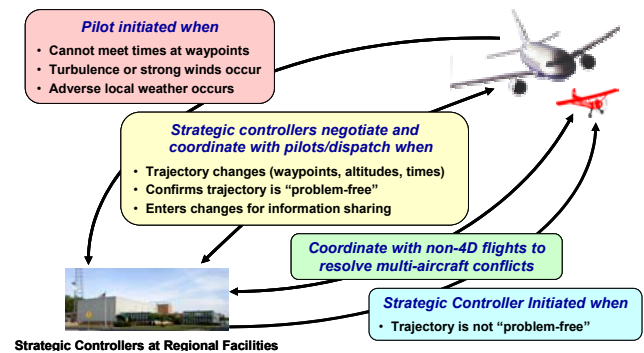 Pilot initiated when
• Cannot meet times at waypoints
• Turbulence or strong winds occur
• Adverse local weather occurs
Strategic controllers negotiate and
coordinate with pilots/dispatch when
• Trajectory changes (waypoints, altitudes, times)
• Confirms trajectory is “problem-free”
• Enters changes for information sharing
Coordinate with non-4D flights to
resolve multi-aircraft conflicts
Strategic Controller Initiated when
• Trajectory is not “problem-free”
Strategic Controllers at Regional Facilities